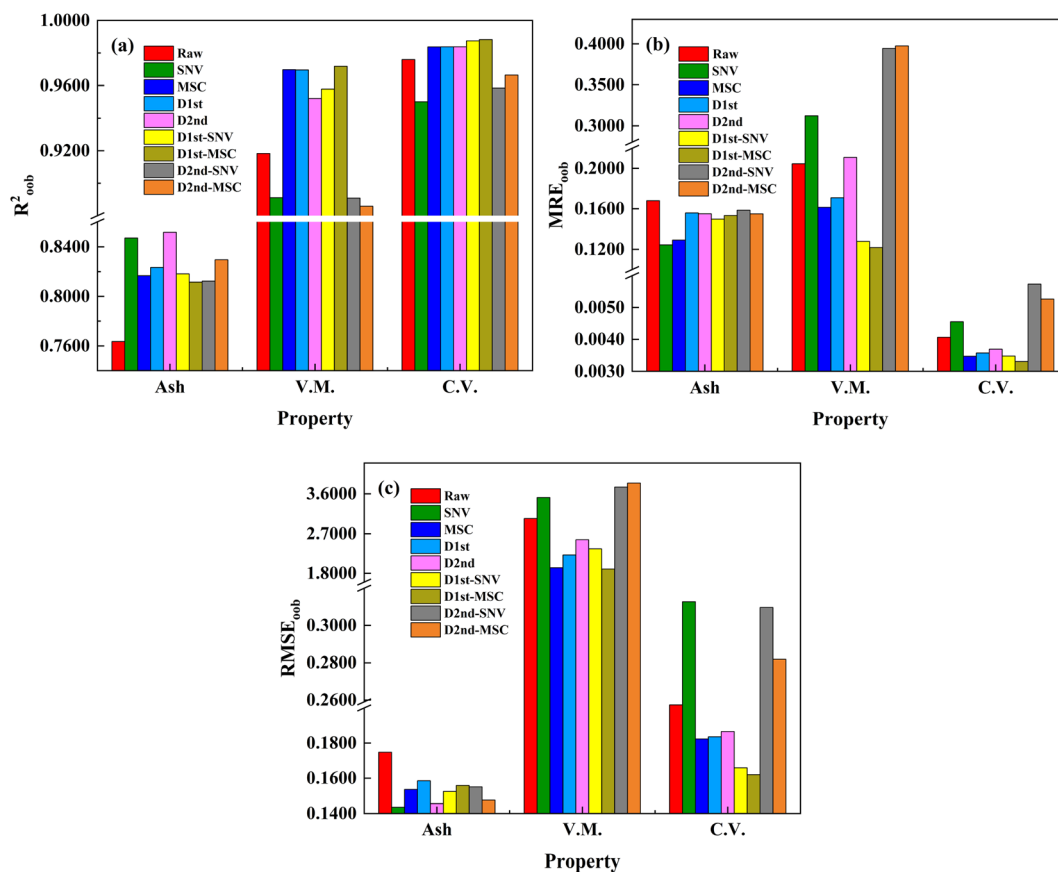 (a)
Raw
SNV
MSC
D1st
D2nd
D1st-SNV
D1st-MSC
D2nd-SNV
D2nd-MSC
1.0000
0.9600
0.9200
0.8400
0.8000
0.7600
R²oob
Ash V.M. C.V.
Property
(b)
Raw
SNV
MSC
D1st
D2nd
D1st-SNV
D1st-MSC
D2nd-SNV
D2nd-MSC
0.4000
0.3500
0.3000
0.2000
0.1600
0.1200
0.0050
0.0040
0.0030
MREoob
Ash V.M. C.V.
Property
(c)
Raw
SNV
MSC
D1st
D2nd
D1st-SNV
D1st-MSC
D2nd-SNV
D2nd-MSC
3.6000
2.7000
1.8000
0.3000
0.2800
0.2600
0.1800
0.1600
0.1400
RMSEoob
Ash V.M. C.V.
Property